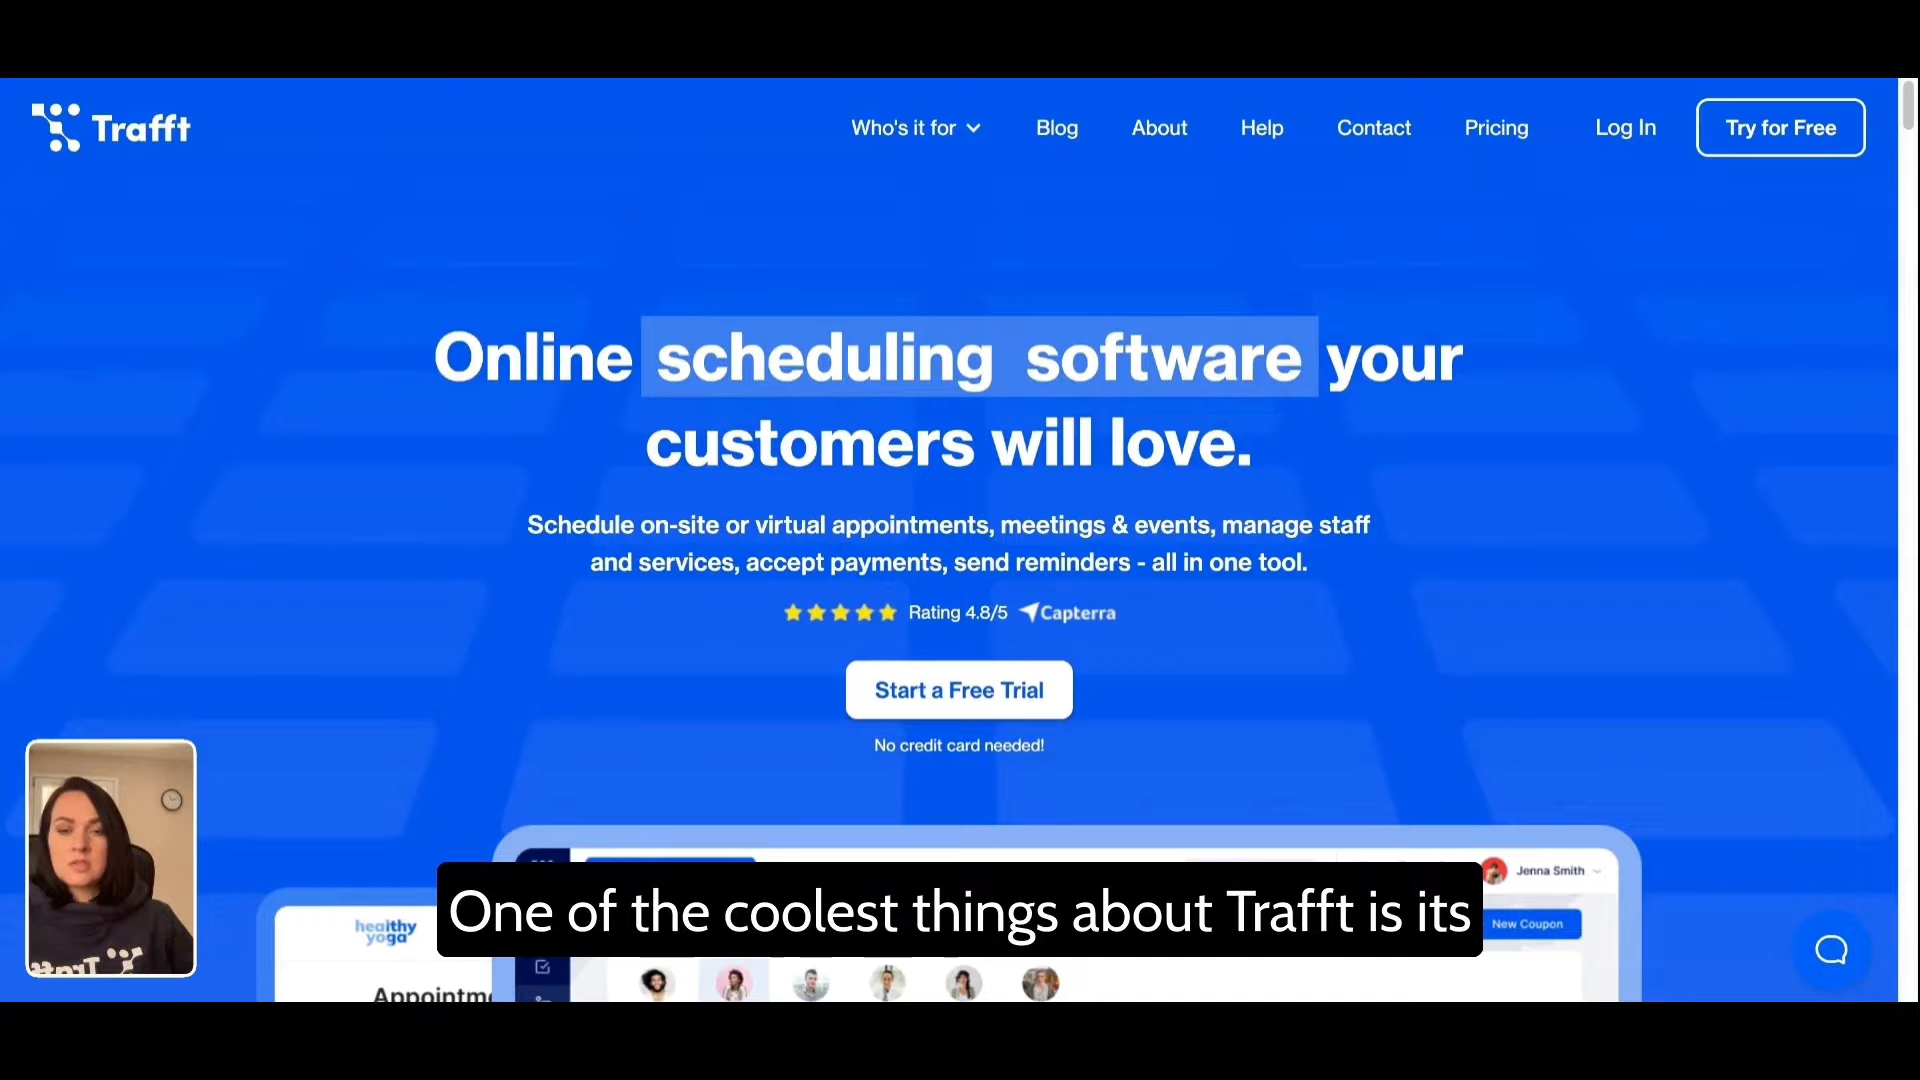 Trafft
Who's it for
Blog
About
Help
Contact
Pricing
Log In
Try for Free
Online scheduling software your
customers will love.
Schedule on-site or virtual appointments, meetings & events, manage staff
and services, accept payments, send reminders - all in one tool.
Rating 4.8/5 Capterra
Start a Free Trial
No credit card needed!
Jenna Smith
healthy
yoga
One of the coolest things about Trafft is its
New Coupon
Appointme